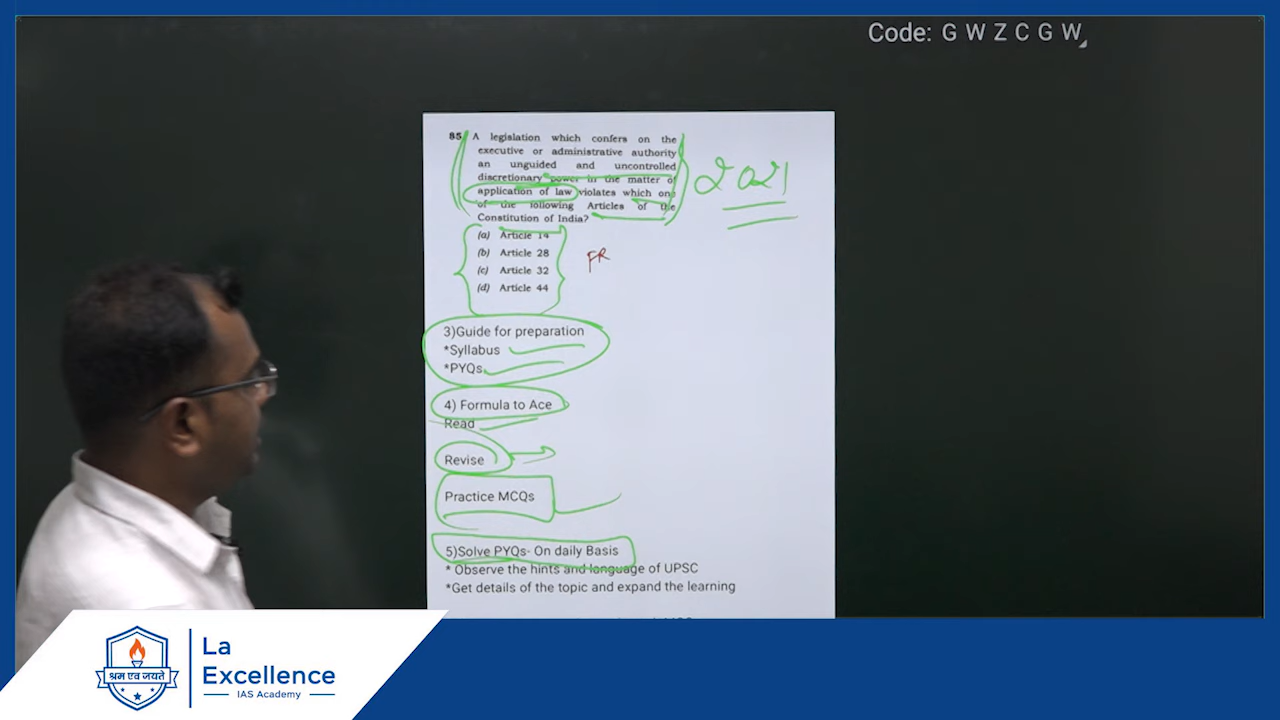 Code: G W Z C G W
85. A legislation which confers on the
executive or administrative authority
an unguided and uncontrolled
discretionary power in the matter of
application of law violates which one
of the following Articles of the
Constitution of India?
2021
(a) Article 14
(b) Article 28
(c) Article 32
(d) Article 44
FR
3)Guide for preparation
*Syllabus
*PYQs
4) Formula to Ace
Read
Revise
Practice MCQs
5)Solve PYQs- On daily Basis
* Observe the hints and language of UPSC
*Get details of the topic and expand the learning
श्रम एव जयते
La
Excellence
IAS Academy